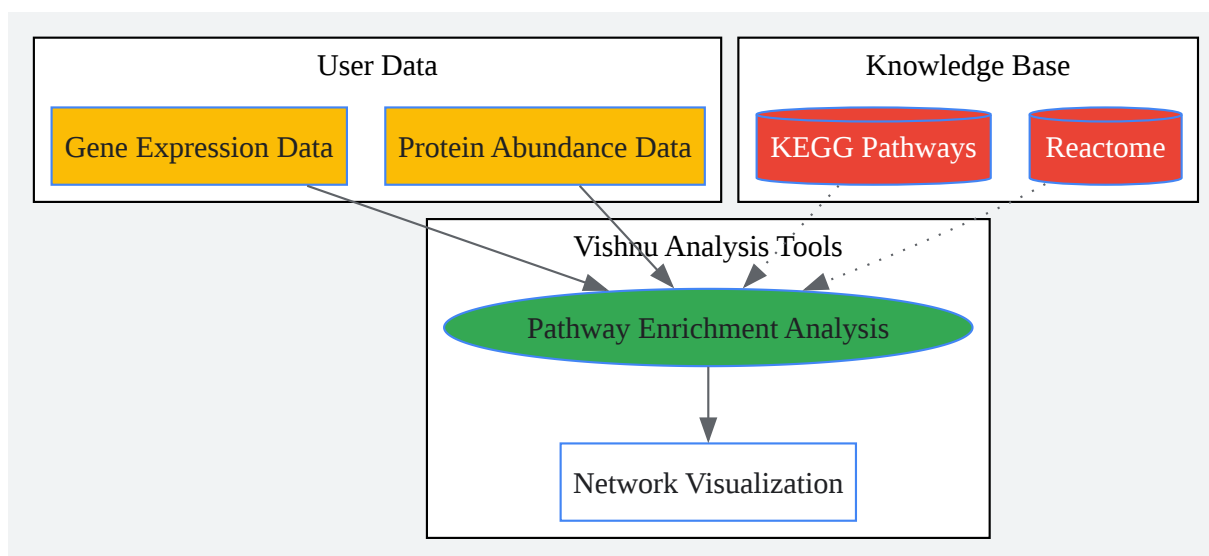 User Data
Knowledge Base
Gene Expression Data
Protein Abundance Data
KEGG Pathways
Reactome
Vishnu Analysis Tools
Pathway Enrichment Analysis
Network Visualization